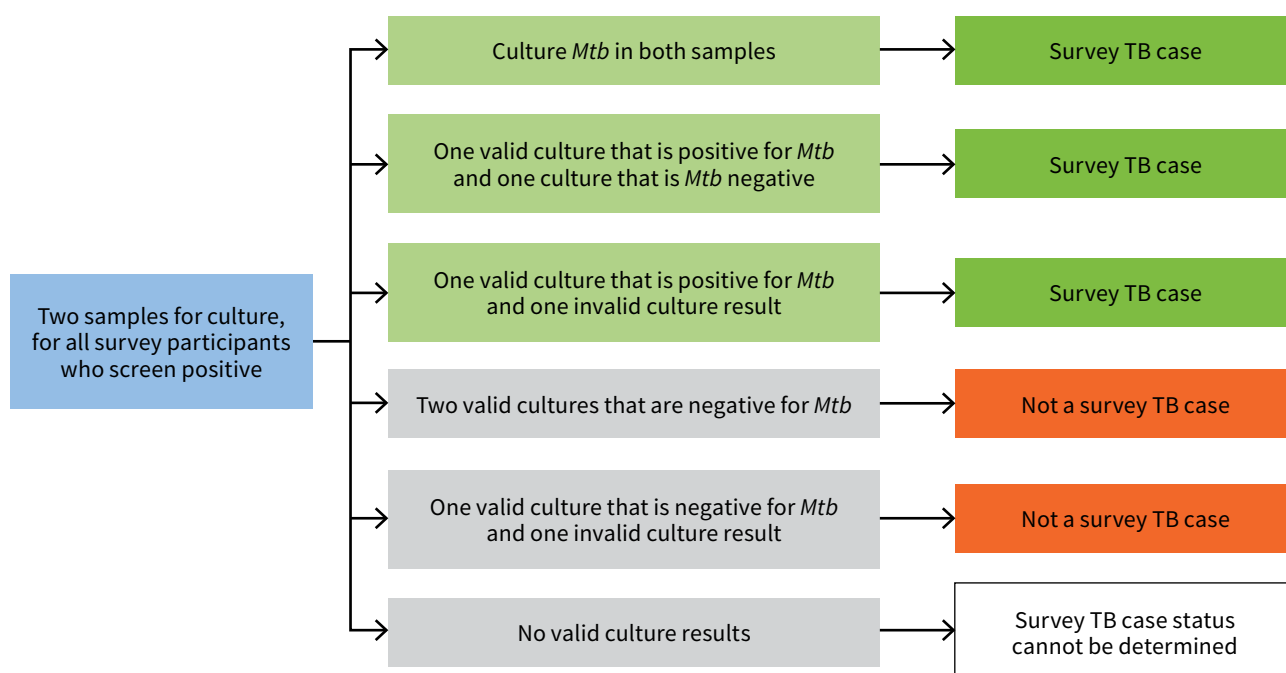 Two samples for culture,
for all survey participants
who screen positive
Culture Mtb in both samples
Survey TB case
One valid culture that is positive for Mtb
and one culture that is Mtb negative
Survey TB case
One valid culture that is positive for Mtb
and one invalid culture result
Survey TB case
Two valid cultures that are negative for Mtb
Not a survey TB case
One valid culture that is negative for Mtb
and one invalid culture result
Not a survey TB case
No valid culture results
Survey TB case status
cannot be determined